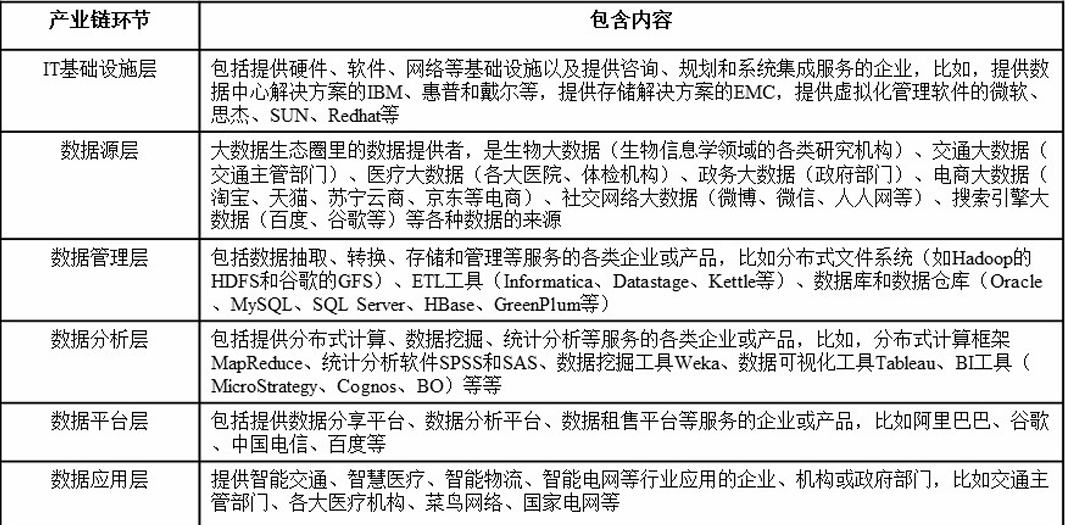 产业链环节 包含内容
IT基础设施层
包括提供硬件、软件、网络等基础设施以及提供咨询、规划和系统集成服务的企业，比如，提供数
据中心解决方案的IBM、惠普和戴尔等，提供存储解决方案的EMC，提供虚拟化管理软件的微软、
思杰、SUN、Redhat等
数据源层
大数据生态圈里的数据提供者，是生物大数据（生物信息学领域的各类研究机构）、交通大数据（
交通主管部门）、医疗大数据（各大医院、体检机构）、政务大数据（政府部门）、电商大数据（
淘宝、天猫、苏宁云商、京东等电商）、社交网络大数据（微博、微信、人人网等）、搜索引擎大
数据（百度、谷歌等）等各种数据的来源
数据管理层
包括数据抽取、转换、存储和管理等服务的各类企业或产品，比如分布式文件系统（如Hadoop的
HDFS和谷歌的GFS）、ETL工具（Informatica、Datastage、Kettle等）、数据库和数据仓库（Oracle
、MySQL、SQL Server、HBase、GreenPlum等）
数据分析层
包括提供分布式计算、数据挖掘、统计分析等服务的各类企业或产品，比如，分布式计算框架
MapReduce、统计分析软件SPSS和SAS、数据挖掘工具Weka、数据可视化工具Tableau、BI工具（
MicroStrategy、Cognos、BO）等等
数据平台层
包括提供数据分享平台、数据分析平台、数据租售平台等服务的企业或产品，比如阿里巴巴、谷歌
、中国电信、百度等
数据应用层
提供智能交通、智慧医疗、智能物流、智能电网等行业应用的企业、机构或政府部门，比如交通主
管部门、各大医疗机构、菜鸟网络、国家电网等